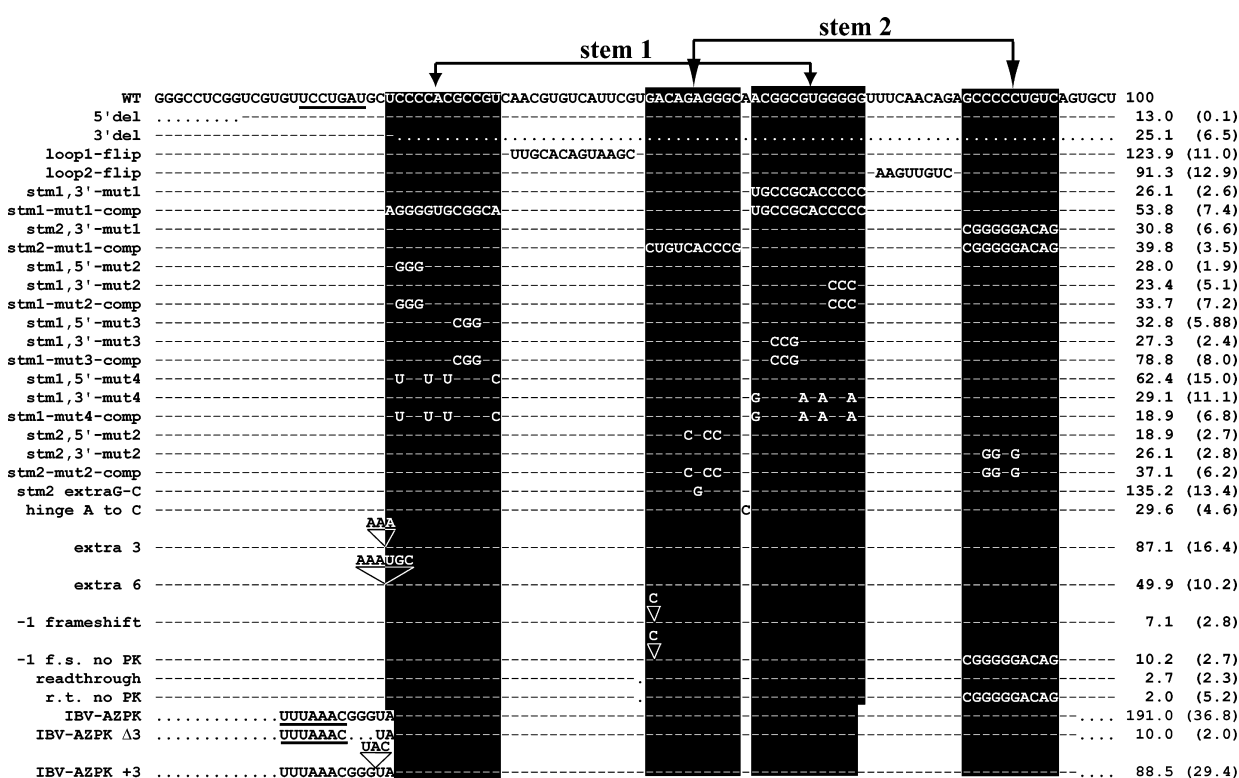 stem 2
stem 1
WT GGGCCUCGGUCGUGUUCCUGAUGCUCCCCACGCCGUCAACGUGUCAUUCGUGACAGAGGGCAACGGCGUGGGGGUUUCAACAGAGCCCCCUGUCAGUGCU 100
5'del .........------------------------------------------------------------------------------------------- 13.0 (0.1)
3'del -------------------------........................................................................... 25.1 (6.5)
loop1-flip -------------------------------------UUGCACAGUAAGC-------------------------------------------------- 123.9 (11.0)
loop2-flip ---------------------------------------------------------------------------AAGUUGUC----------------- 91.3 (12.9)
stm1,3'-mut1 --------------------------------------------------------------UGCCGCACCCCC-------------------------- 26.1 (2.6)
stm1-mut1-comp ------------------------AGGGGUGCGGCA--------------------------UGCCGCACCCCC-------------------------- 53.8 (7.4)
stm2,3'-mut1 ------------------------------------------------------------------------------------CGGGGGACAG------ 30.8 (6.6)
stm2-mut1-comp ---------------------------------------------------CUGUCACCCG-----------------------CGGGGGACAG------ 39.8 (3.5)
stm1,5'-mut2 -------------------------GGG------------------------------------------------------------------------ 28.0 (1.9)
stm1,3'-mut2 ----------------------------------------------------------------------CCC--------------------------- 23.4 (5.1)
stm1-mut2-comp -------------------------GGG------------------------------------------CCC--------------------------- 33.7 (7.2)
stm1,5'-mut3 -------------------------------CGG------------------------------------------------------------------ 32.8 (5.88)
stm1,3'-mut3 ----------------------------------------------------------------CCG--------------------------------- 27.3 (2.4)
stm1-mut3-comp -------------------------------CGG------------------------------CCG--------------------------------- 78.8 (8.0)
stm1,5'-mut4 -------------------------U--U-U----C---------------------------------------------------------------- 62.4 (15.0)
stm1,3'-mut4 --------------------------------------------------------------G----A-A--A--------------------------- 29.1 (11.1)
stm1-mut4-comp -------------------------U--U-U----C--------------------------G----A-A--A--------------------------- 18.9 (6.8)
stm2,5'-mut2 -------------------------------------------------------C-CC----------------------------------------- 18.9 (2.7)
stm2,3'-mut2 --------------------------------------------------------------------------------------GG-G---------- 26.1 (2.8)
stm2-mut2-comp -------------------------------------------------------C-CC---------------------------GG-G---------- 37.1 (6.2)
stm2 extraG-C --------------------------------------------------------G------------------------------------------- 135.2 (13.4)
hinge A to C -------------------------------------------------------------C-------------------------------------- 29.6 (4.6)
AAA
extra 3 ---------------------------------------------------------------------------------------------------- 87.1 (16.4)
AAAUGC
extra 6 ---------------------------------------------------------------------------------------------------- 49.9 (10.2)
C
-1 frameshift ---------------------------------------------------------------------------------------------------- 7.1 (2.8)
C
-1 f.s. no PK ------------------------------------------------------------------------------------CGGGGGACAG------ 10.2 (2.7)
readthrough --------------------------------------------------.------------------------------------------------- 2.7 (2.3)
r.t. no PK --------------------------------------------------.---------------------------------CGGGGGACAG------ 2.0 (5.2)
IBV-AZPK .............UUUAAACGGGUA-----------------------------------------------------------------------.... 191.0 (36.8)
IBV-AZPK Δ3 .............UUUAAAC...UA-----------------------------------------------------------------------.... 10.0 (2.0)
UAC
IBV-AZPK +3 .............UUUAAACGGGUA-----------------------------------------------------------------------.... 88.5 (29.4)